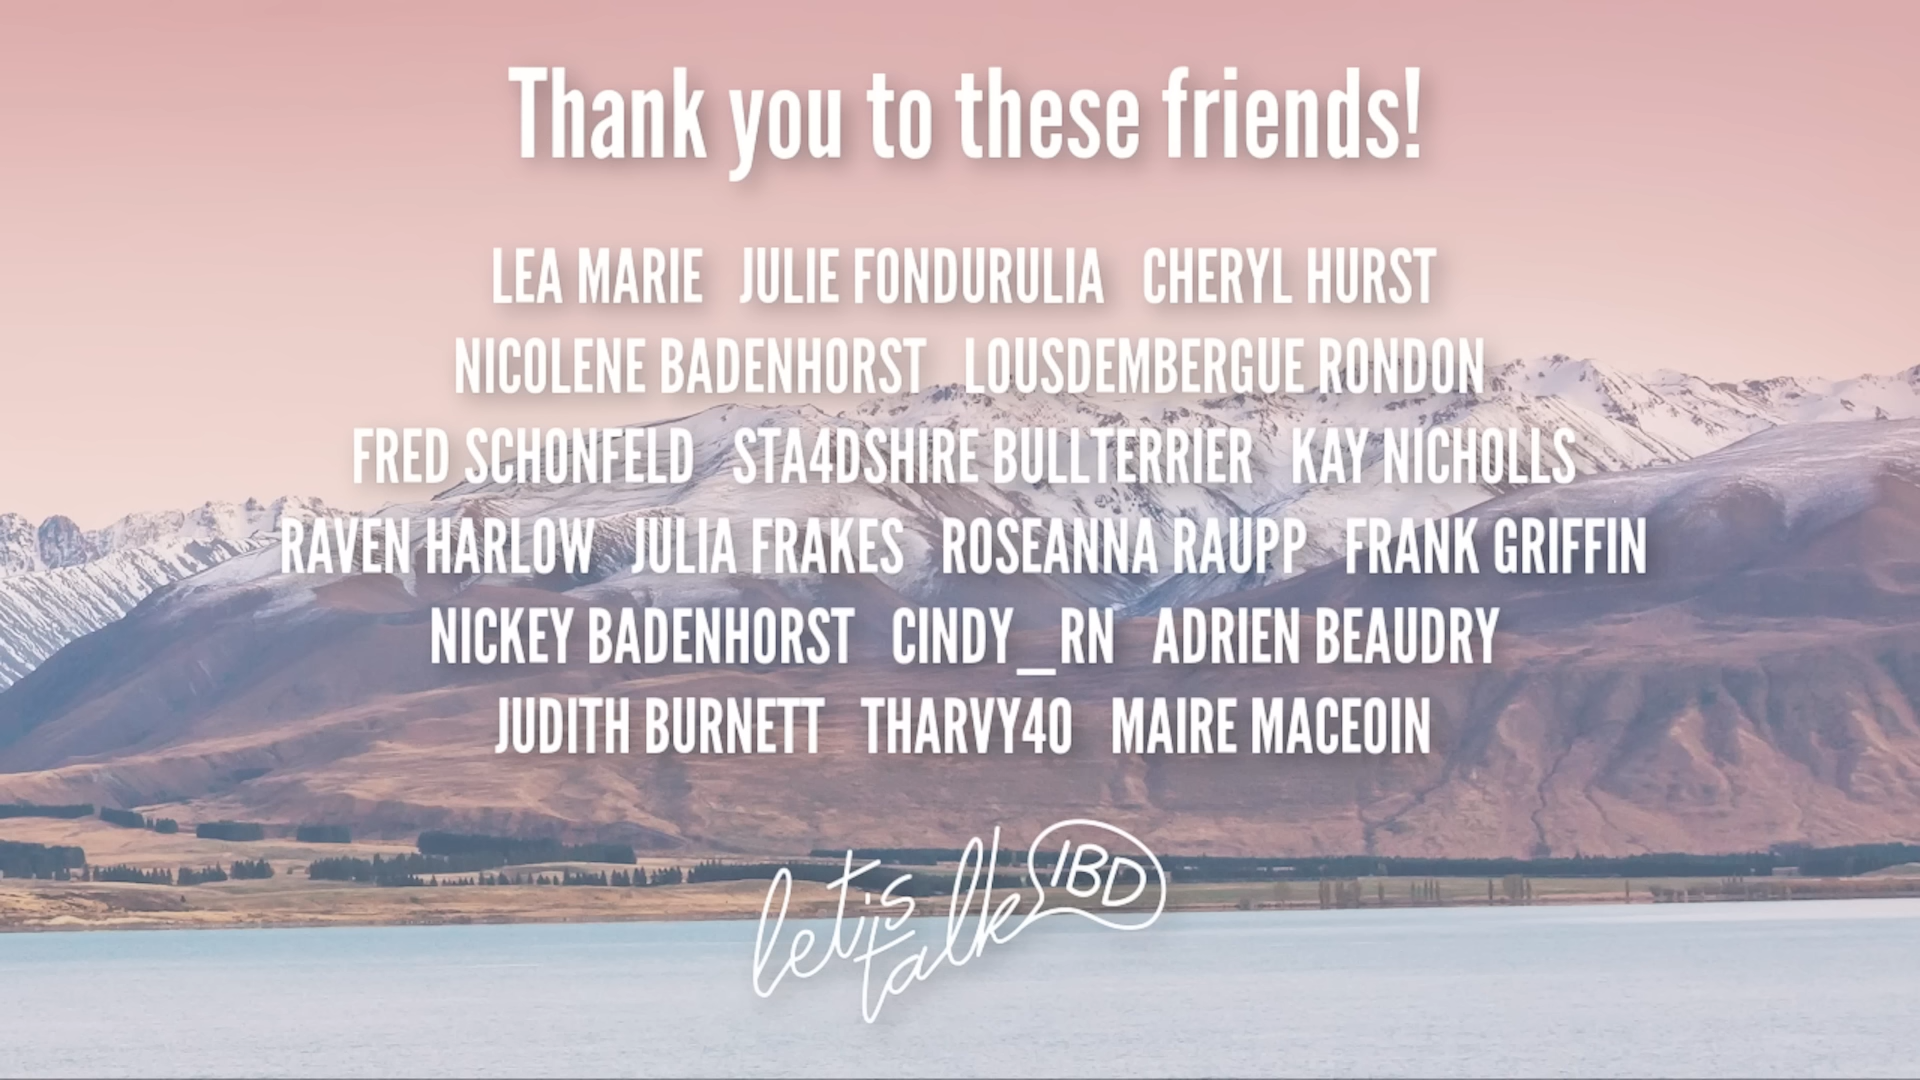 Thank you to these friends!
LEA MARIE JULIE FONDURULIA CHERYL HURST
NICOLENE BADENHORST LOUSDEMBERGUE RONDON
FRED SCHONFELD STA4DSHIRE BULLTERRIER KAY NICHOLLS
RAVEN HARLOW JULIA FRAKES ROSEANNA RAUPP FRANK GRIFFIN
NICKEY BADENHORST CINDY_RN ADRIEN BEAUDRY
JUDITH BURNETT THARVY40 MAIRE MACEOIN
let's
talk IBD